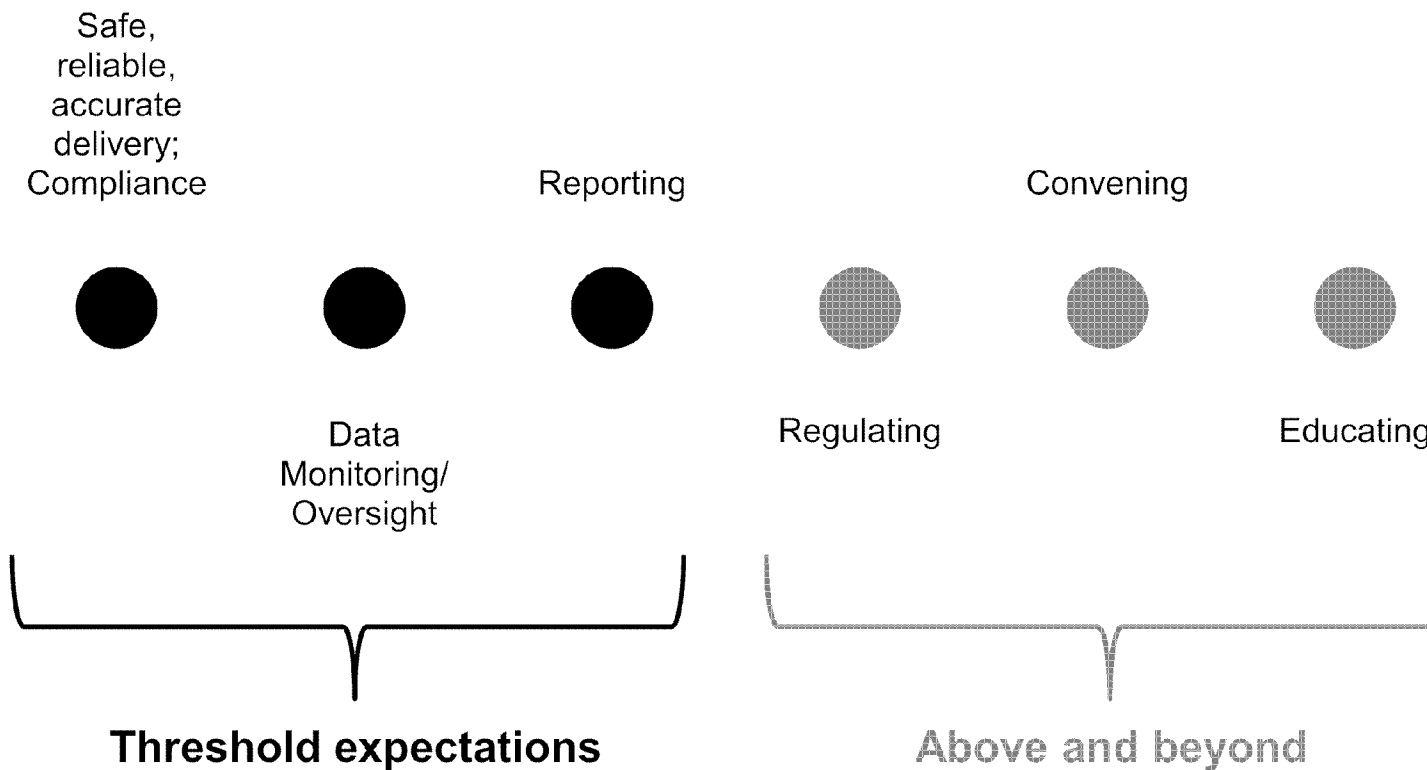 Safe,
reliable,
accurate
delivery;
Compliance
Reporting
Convening
Data
Monitoring/
Oversight
Regulating
Educating
Threshold expectations
Above and beyond